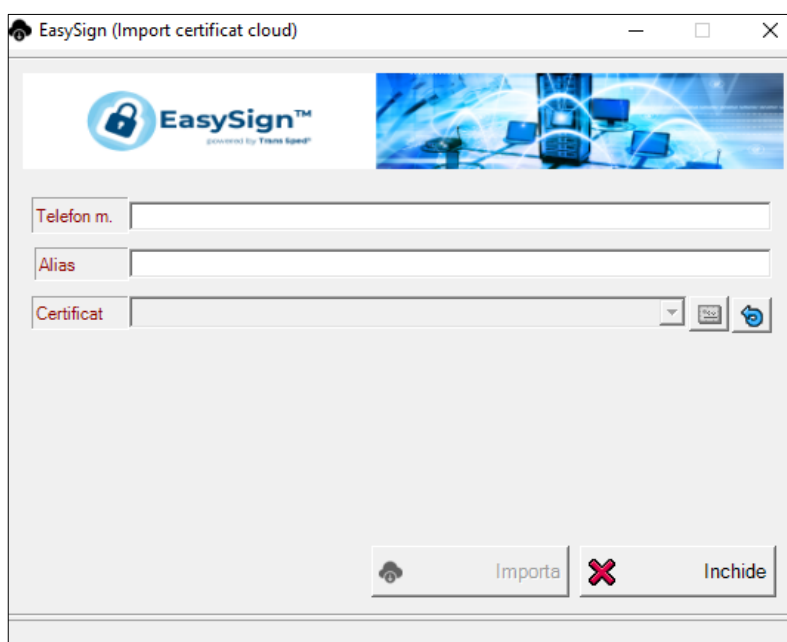 EasySign (Import certificat cloud)
EasySign™
powered by Trans Sped®
Telefon m.
Alias
Certificat
Importa
Inchide